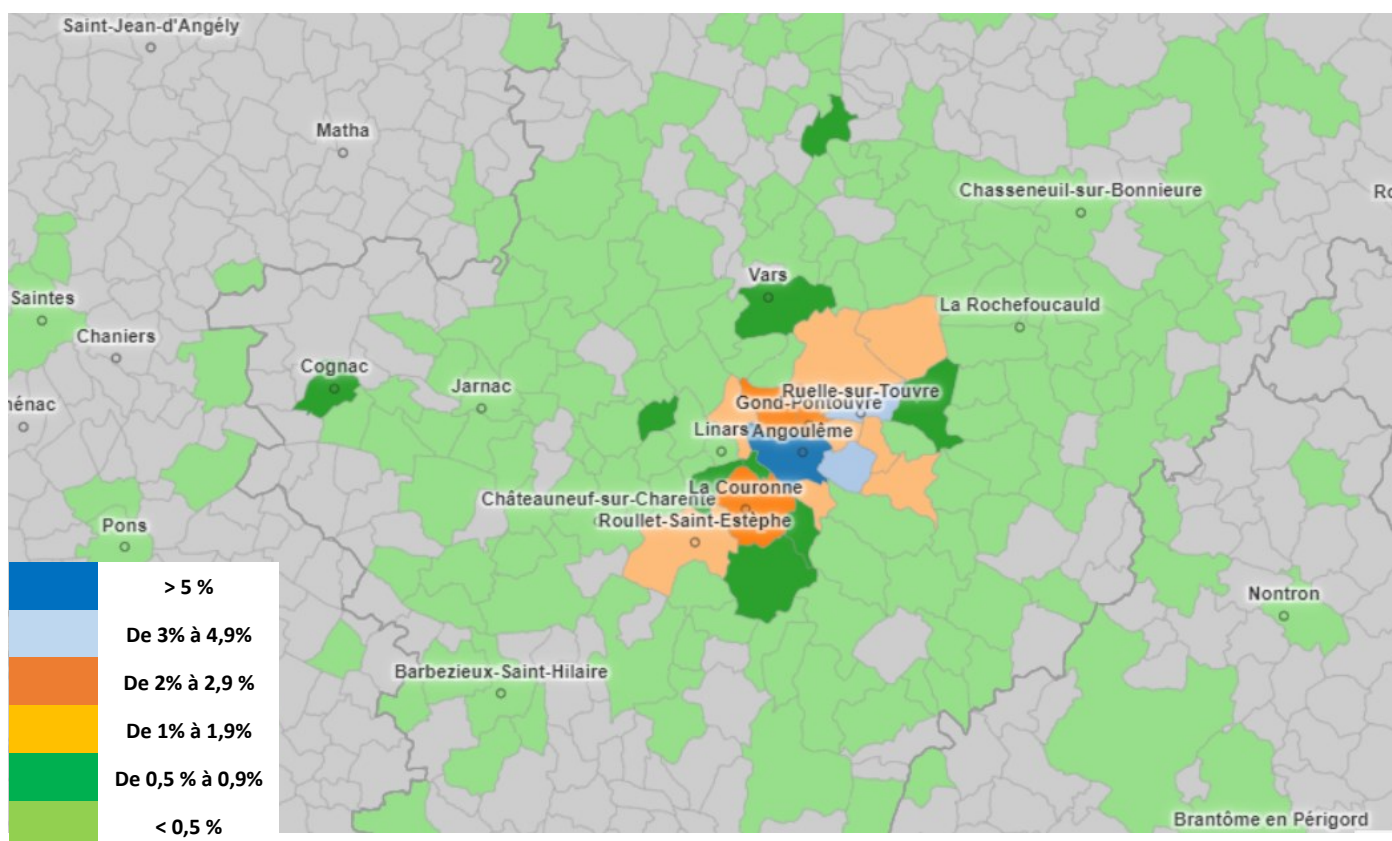 Saint-Jean-d'Angély
Matha
Chasseneuil-sur-Bonnieure
Ro
Vars
Saintes
La Rochefoucauld
Chaniers
Cognac
Jarnac
Ruelle-sur-Touvre
Gond-Pontouvre
hénac
Linars
Angoulême
La Couronne
Châteauneuf-sur-Charente
Roullet-Saint-Estèphe
Pons
Nontron
Barbezieux-Saint-Hilaire
Brantôme en Périgord
> 5 %
De 3% à 4,9%
De 2% à 2,9 %
De 1% à 1,9%
De 0,5 % à 0,9%
< 0,5 %